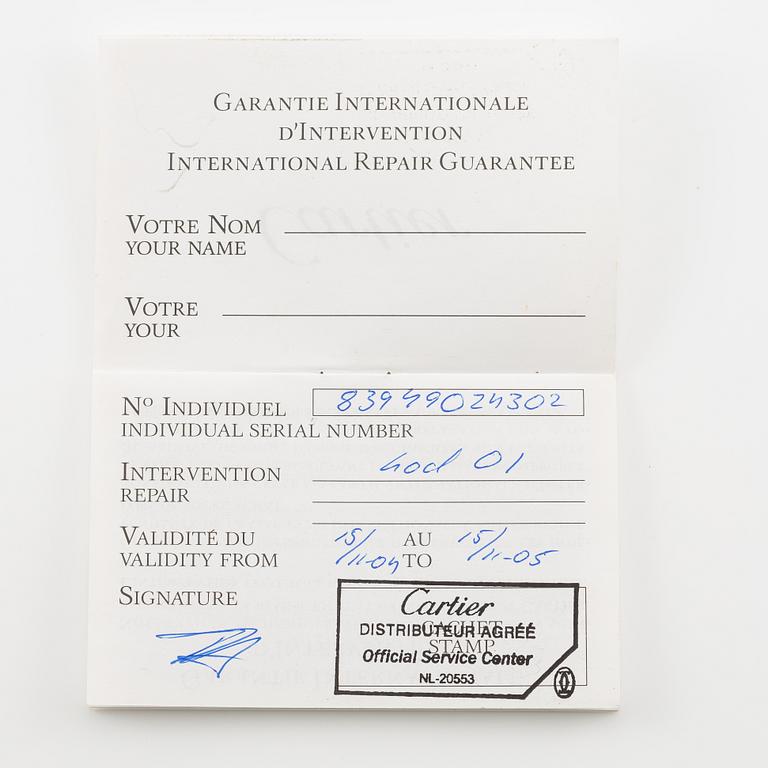 GARANTIE INTERNATIONALE
D'INTERVENTION
INTERNATIONAL REPAIR GUARANTEE
VOTRE NOM
YOUR NAME
VOTRE
YOUR
Nº INDIVIDUEL 83949024302
INDIVIDUAL SERIAL NUMBER
INTERVENTION cod 01
REPAIR
VALIDITÉ DU 15/11-04 AU 15/11-05
VALIDITY FROM TO
SIGNATURE
Cartier
CACHET
DISTRIBUTEUR AGRÉÉ
STAMP
Official Service Center
NL-20553